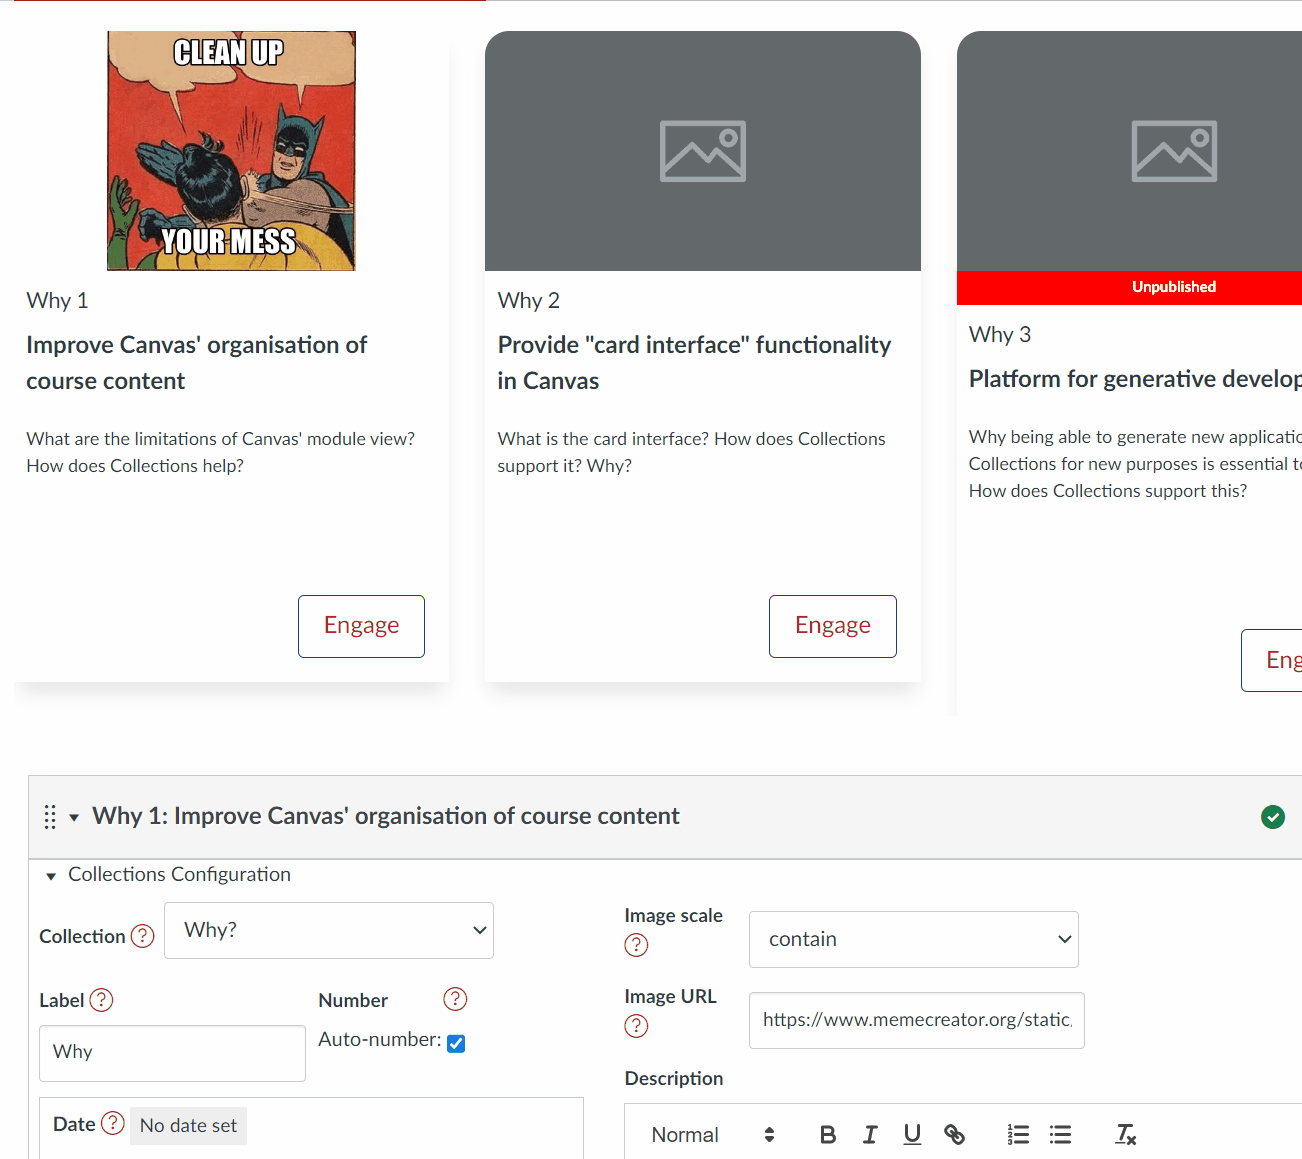 CLEAN UP
YOUR MESS
Why 1
Improve Canvas' organisation of
course content
What are the limitations of Canvas' module view?
How does Collections help?
Engage
Why 2
Provide "card interface" functionality
in Canvas
What is the card interface? How does Collections
support it? Why?
Engage
Unpublished
Why 3
Platform for generative develop
Why being able to generate new applicatio
Collections for new purposes is essential to
How does Collections support this?
Eng
Why 1: Improve Canvas' organisation of course content
Collections Configuration
Collection ?
Why?
Label ?
Why
Number ?
Auto-number:
Date ? No date set
Image scale
?
contain
Image URL
?
https://www.memecreator.org/static.
Description
Normal
B I U